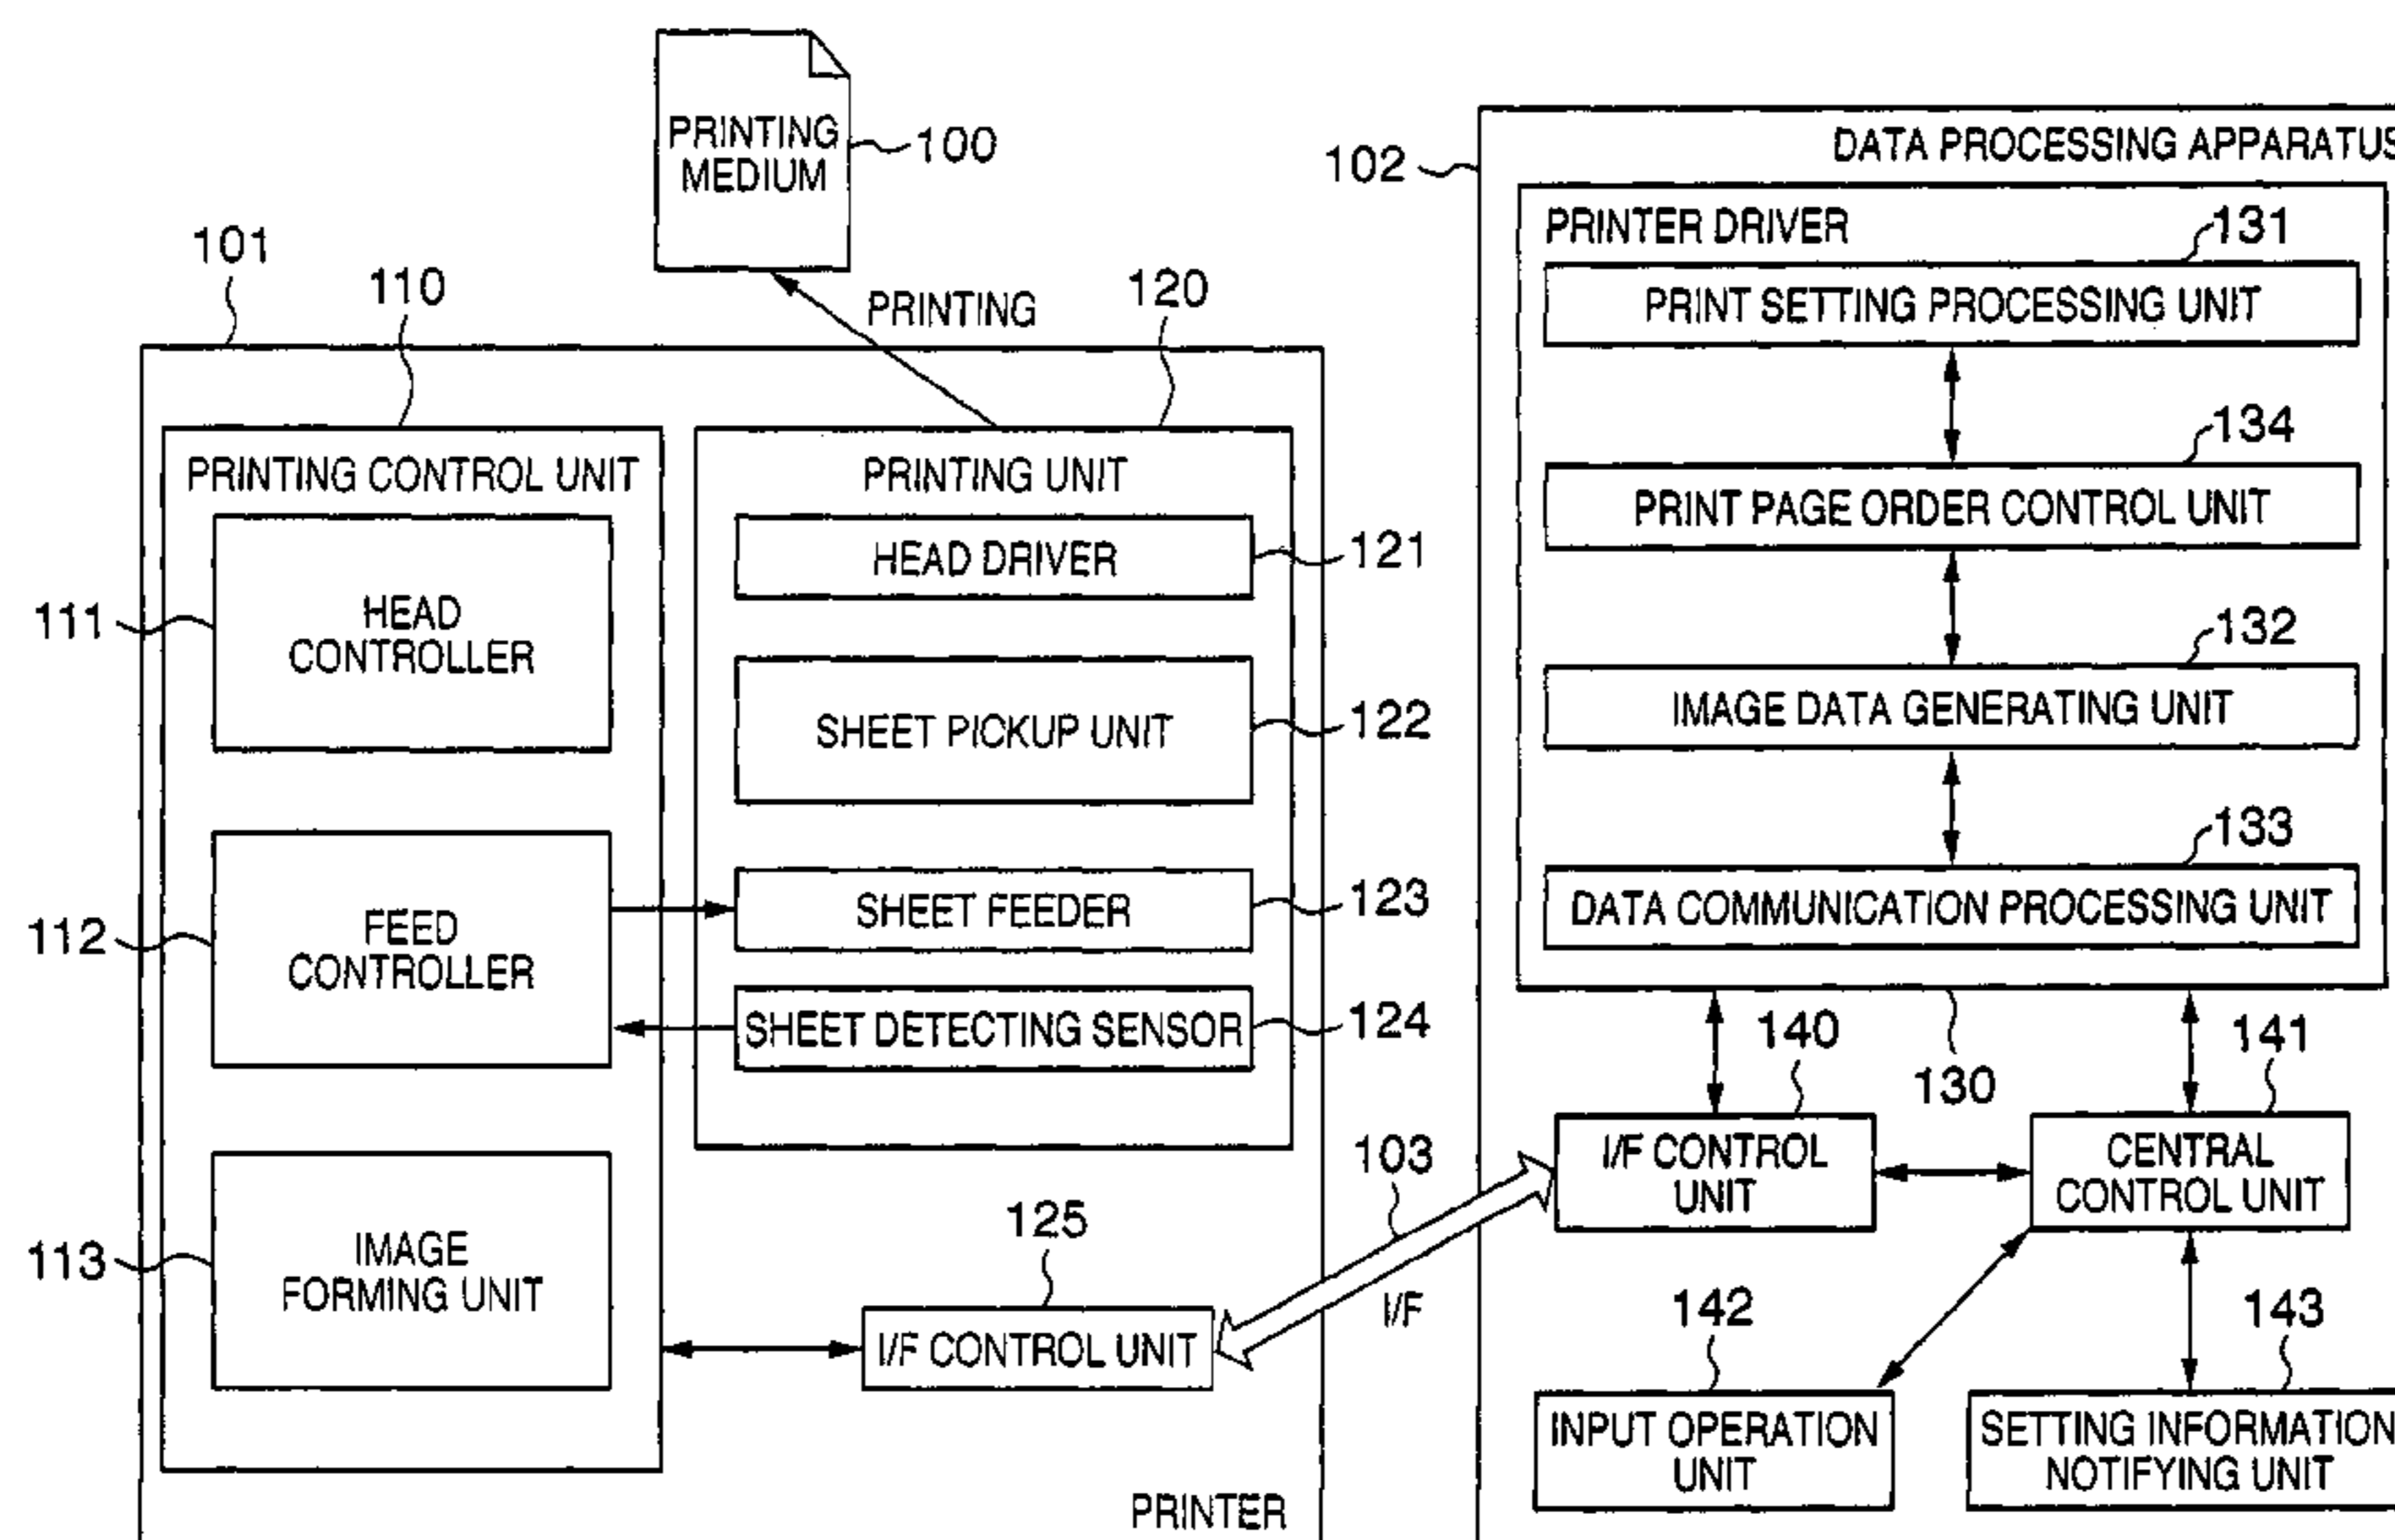 PRINTING
MEDIUM
100
101
110
PRINTING
120
PRINTING CONTROL UNIT
HEAD
CONTROLLER
111
FEED
CONTROLLER
112
IMAGE
FORMING UNIT
113
PRINTING UNIT
HEAD DRIVER
121
SHEET PICKUP UNIT
122
SHEET FEEDER
123
SHEET DETECTING SENSOR
124
125
I/F CONTROL UNIT
PRINTER
103
I/F
102
DATA PROCESSING APPARATUS
PRINTER DRIVER
131
PRINT SETTING PROCESSING UNIT
134
PRINT PAGE ORDER CONTROL UNIT
132
IMAGE DATA GENERATING UNIT
133
DATA COMMUNICATION PROCESSING UNIT
130
140
I/F CONTROL
UNIT
141
CENTRAL
CONTROL UNIT
142
INPUT OPERATION
UNIT
143
SETTING INFORMATION
NOTIFYING UNIT